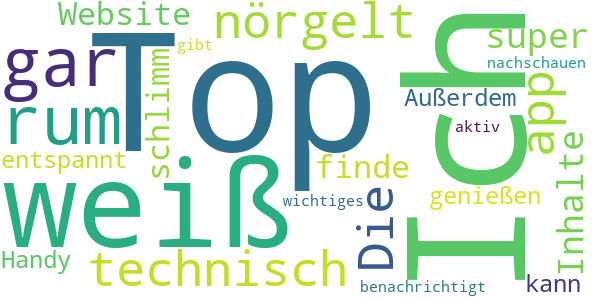 Website
nörgelt
gibt
Top
Ich
super
nachschauen
gar
schlimm
app
Außerdem
rum
aktiv
Inhalte
entspannt
finde
weiß
wichtiges
Die
genießen
Handy
technisch
benachrichtigt
kann